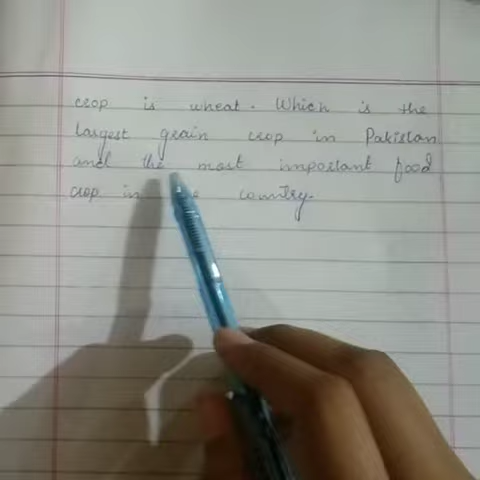 crop is wheat. Which is the
largest grain crop in Pakistan
and the most important food
crop in country.